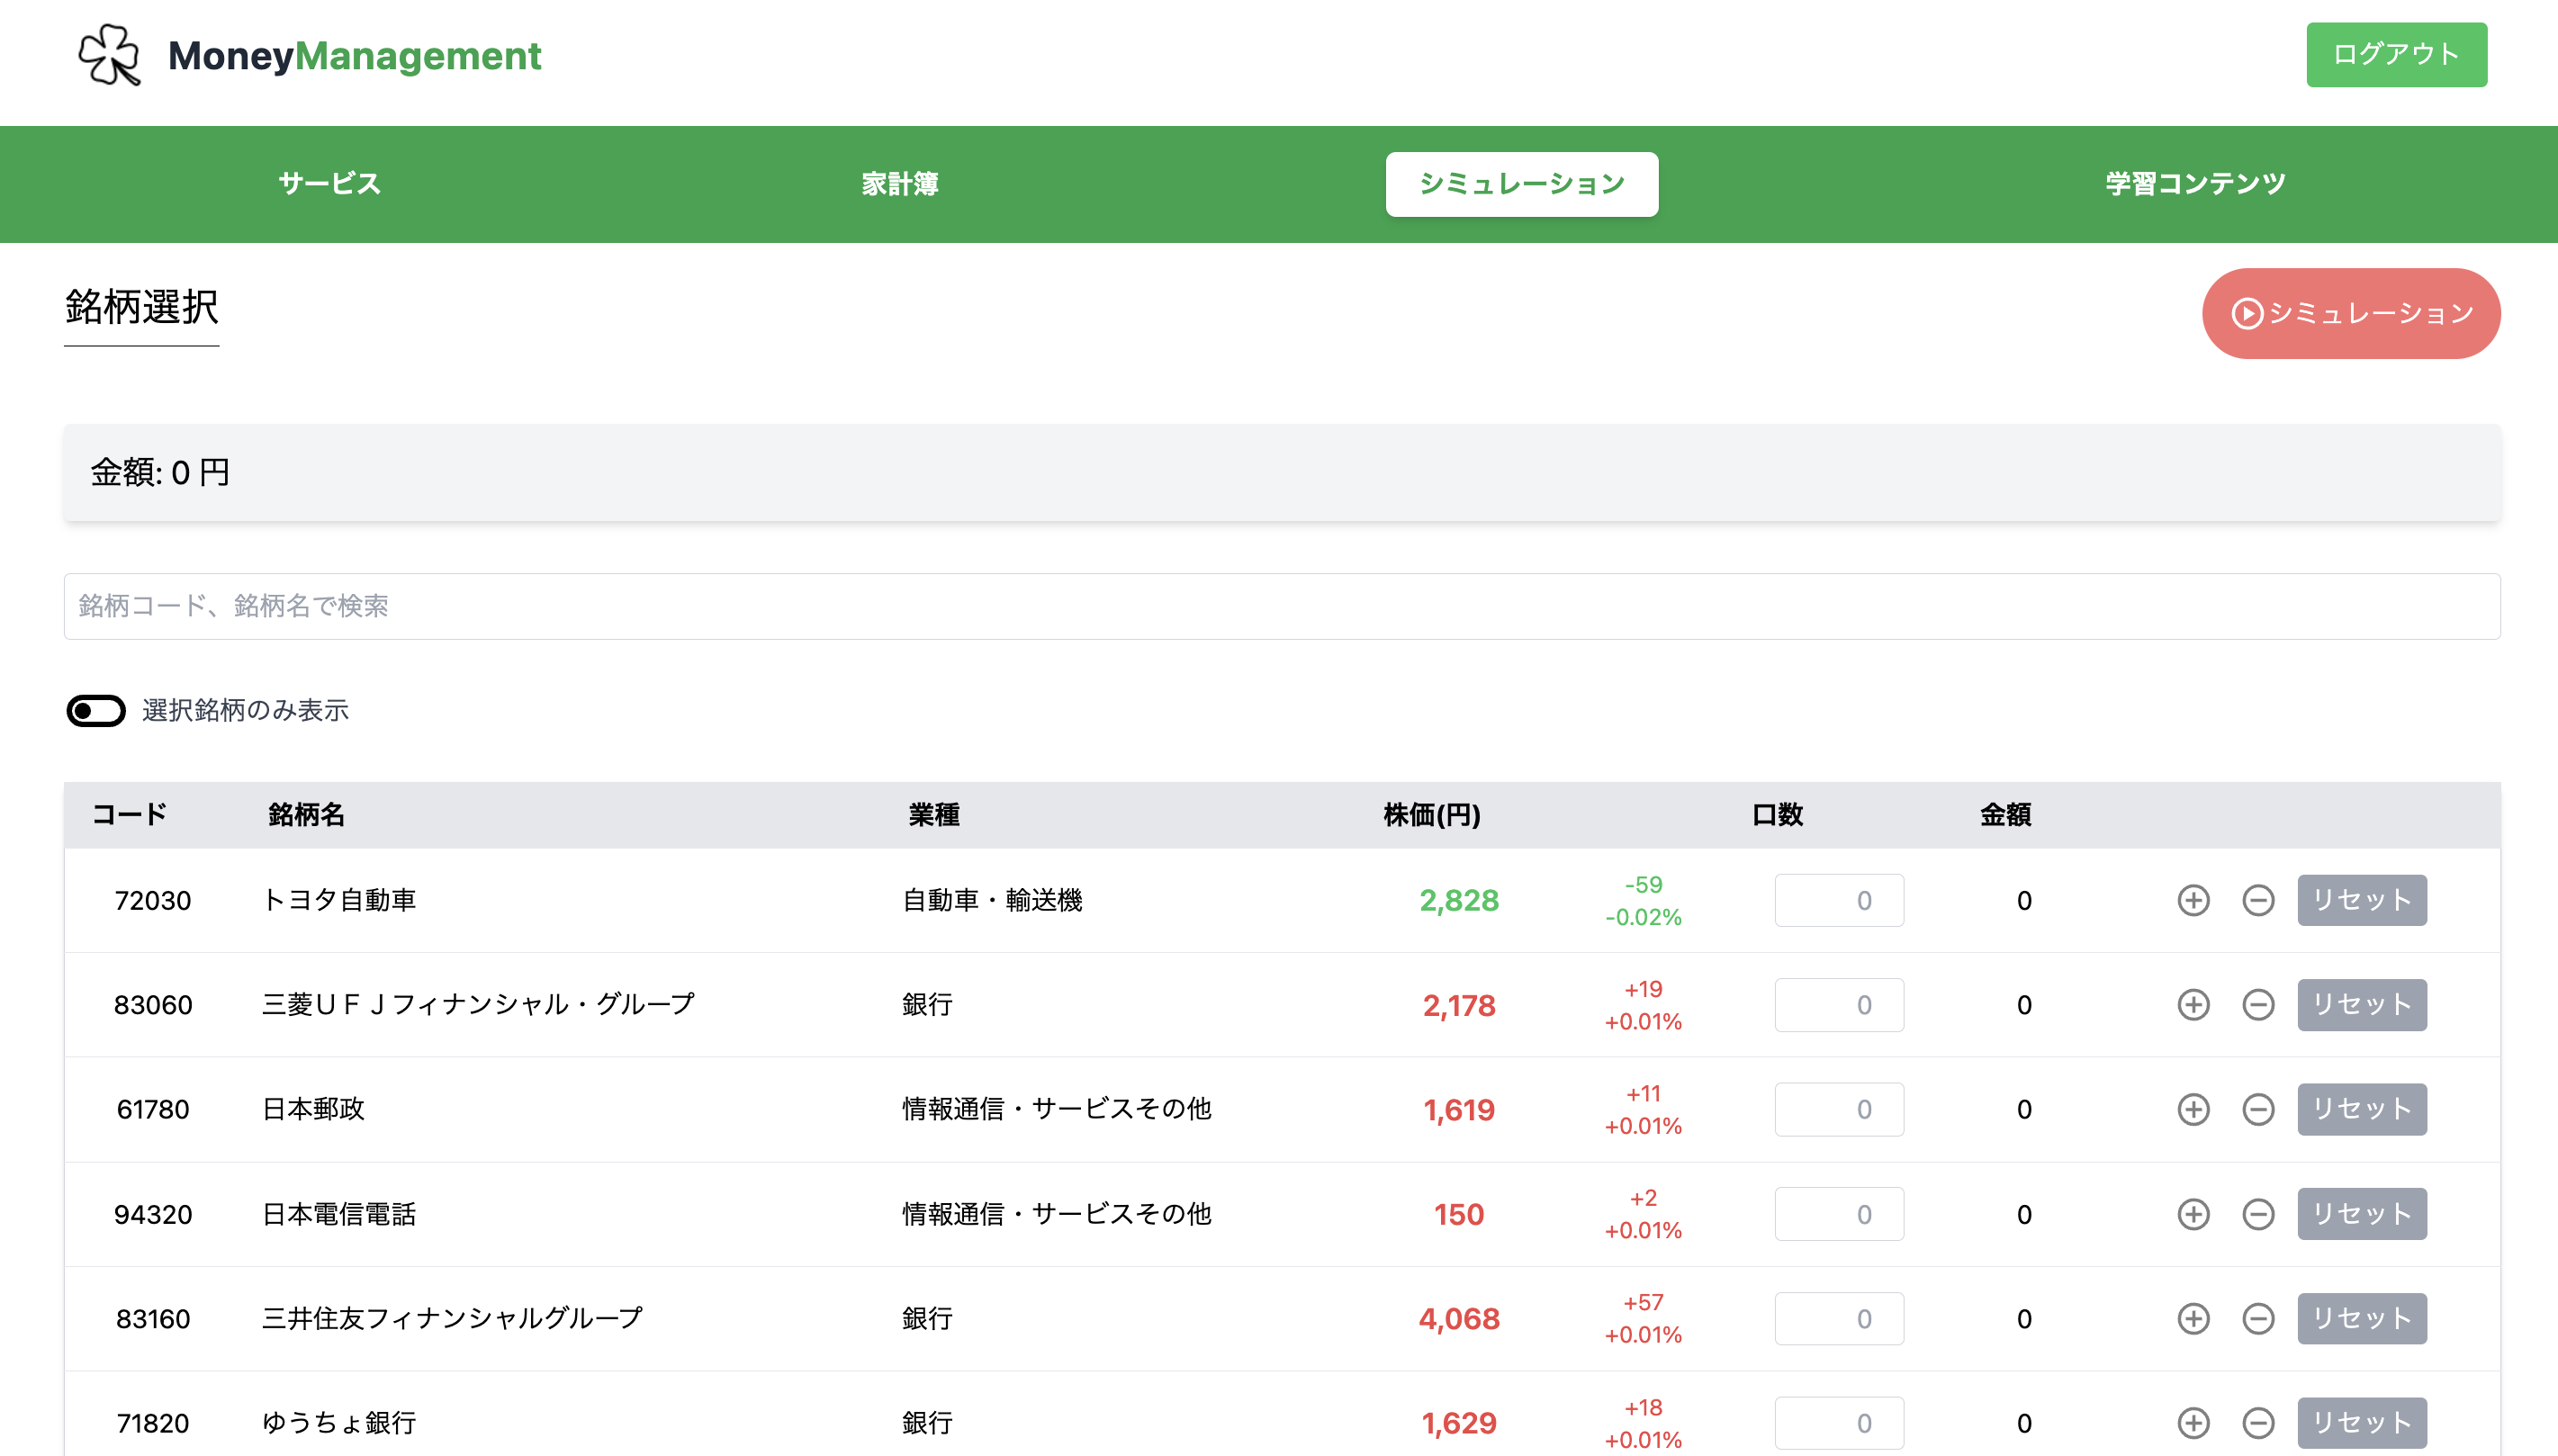 MoneyManagement
ログアウト
サービス 家計簿 シミュレーション 学習コンテンツ
銘柄選択
シミュレーション
金額: 0 円
銘柄コード、銘柄名で検索
選択銘柄のみ表示
コード 銘柄名 業種 株価(円) 口数 金額
72030 トヨタ自動車 自動車・輸送機 2,828 -59 -0.02% 0 0 リセット
83060 三菱ＵＦＪフィナンシャル・グループ 銀行 2,178 +19 +0.01% 0 0 リセット
61780 日本郵政 情報通信・サービスその他 1,619 +11 +0.01% 0 0 リセット
94320 日本電信電話 情報通信・サービスその他 150 +2 +0.01% 0 0 リセット
83160 三井住友フィナンシャルグループ 銀行 4,068 +57 +0.01% 0 0 リセット
71820 ゆうちょ銀行 銀行 1,629 +18 +0.01% 0 0 リセット